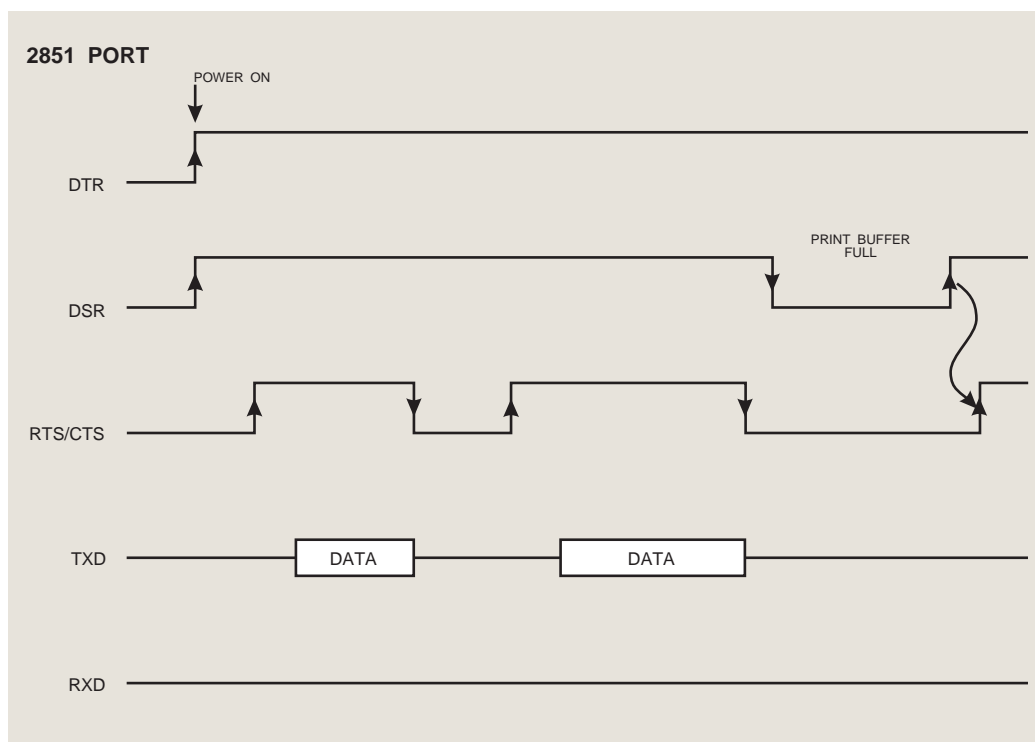 2851 PORT
POWER ON
DTR
PRINT BUFFER
FULL
DSR
RTS/CTS
TXD
DATA
DATA
RXD